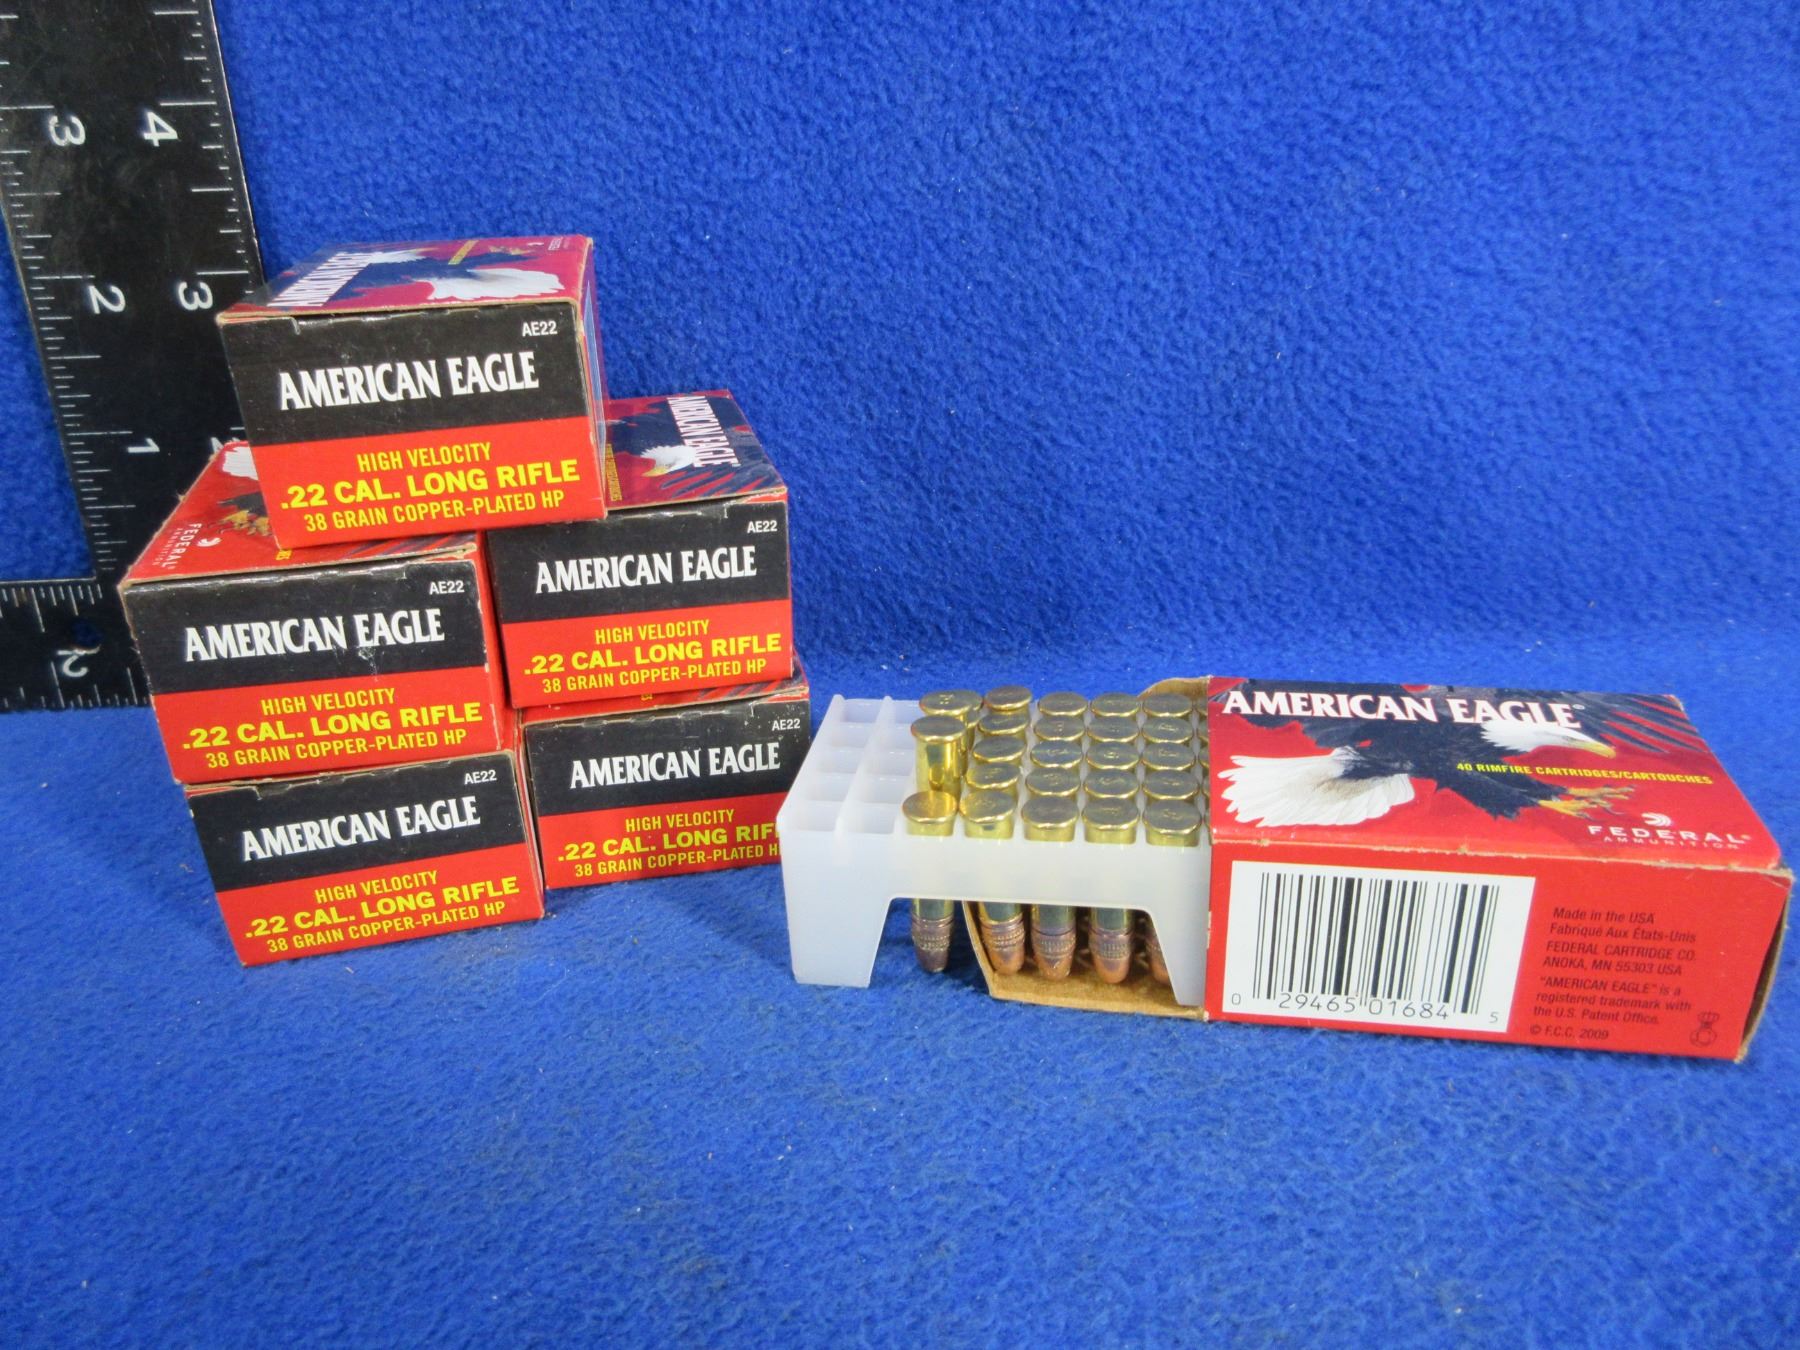 3 4
2 3
1 2
2
AMERICAN EAGLE
AE22
AMERICAN EAGLE
HIGH VELOCITY
.22 CAL. LONG RIFLE
38 GRAIN COPPER-PLATED HP
AMERICAN EAGLE
AE22
AMERICAN EAGLE
HIGH VELOCITY
.22 CAL. LONG RIFLE
38 GRAIN COPPER-PLATED HP
FEDERAL
AMMUNITION
AE22
AMERICAN EAGLE
HIGH VELOCITY
.22 CAL. LONG RIFLE
38 GRAIN COPPER-PLATED HP
AE22
AMERICAN EAGLE
HIGH VELOCITY
.22 CAL. LONG RIF
38 GRAIN COPPER-PLATED H
AE22
AMERICAN EAGLE
HIGH VELOCITY
.22 CAL. LONG RIFLE
38 GRAIN COPPER-PLATED HP
AMERICAN EAGLE®
40 RIMFIRE CARTRIDGES/CARTOUCHES
FEDERAL®
AMMUNITION
0 29465 01684 5
Made in the USA
Fabriqué Aux États-Unis
FEDERAL CARTRIDGE CO.
ANOKA, MN 55303 USA
"AMERICAN EAGLE" is a
registered trademark with
the U.S. Patent Office.
© F.C.C. 2009